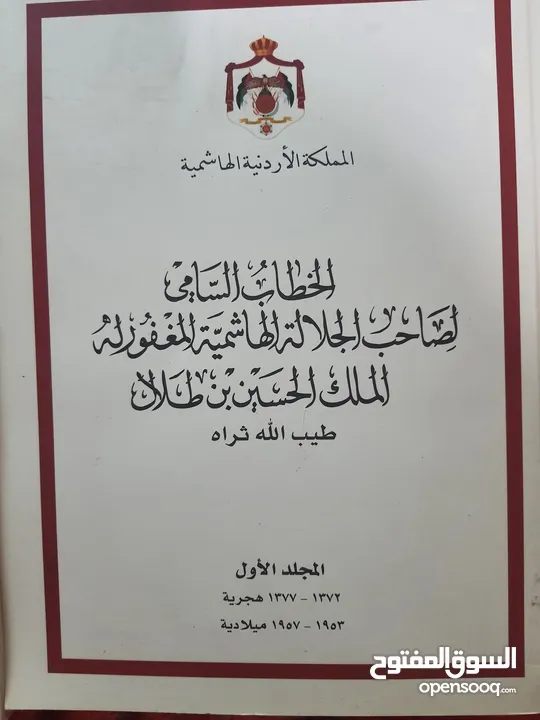 المملكة الأردنية الهاشمية
الخطاب السامي
لصاحب الجلالة الهاشمية المغفور له
الملك الحسين بن طلال
طيب الله ثراه
المجلد الأول
١٣٧٢ - ١٣٧٧ هجرية
١٩٥٣ - ١٩٥٧ ميلادية
السوق المفتوح
opensooq.com